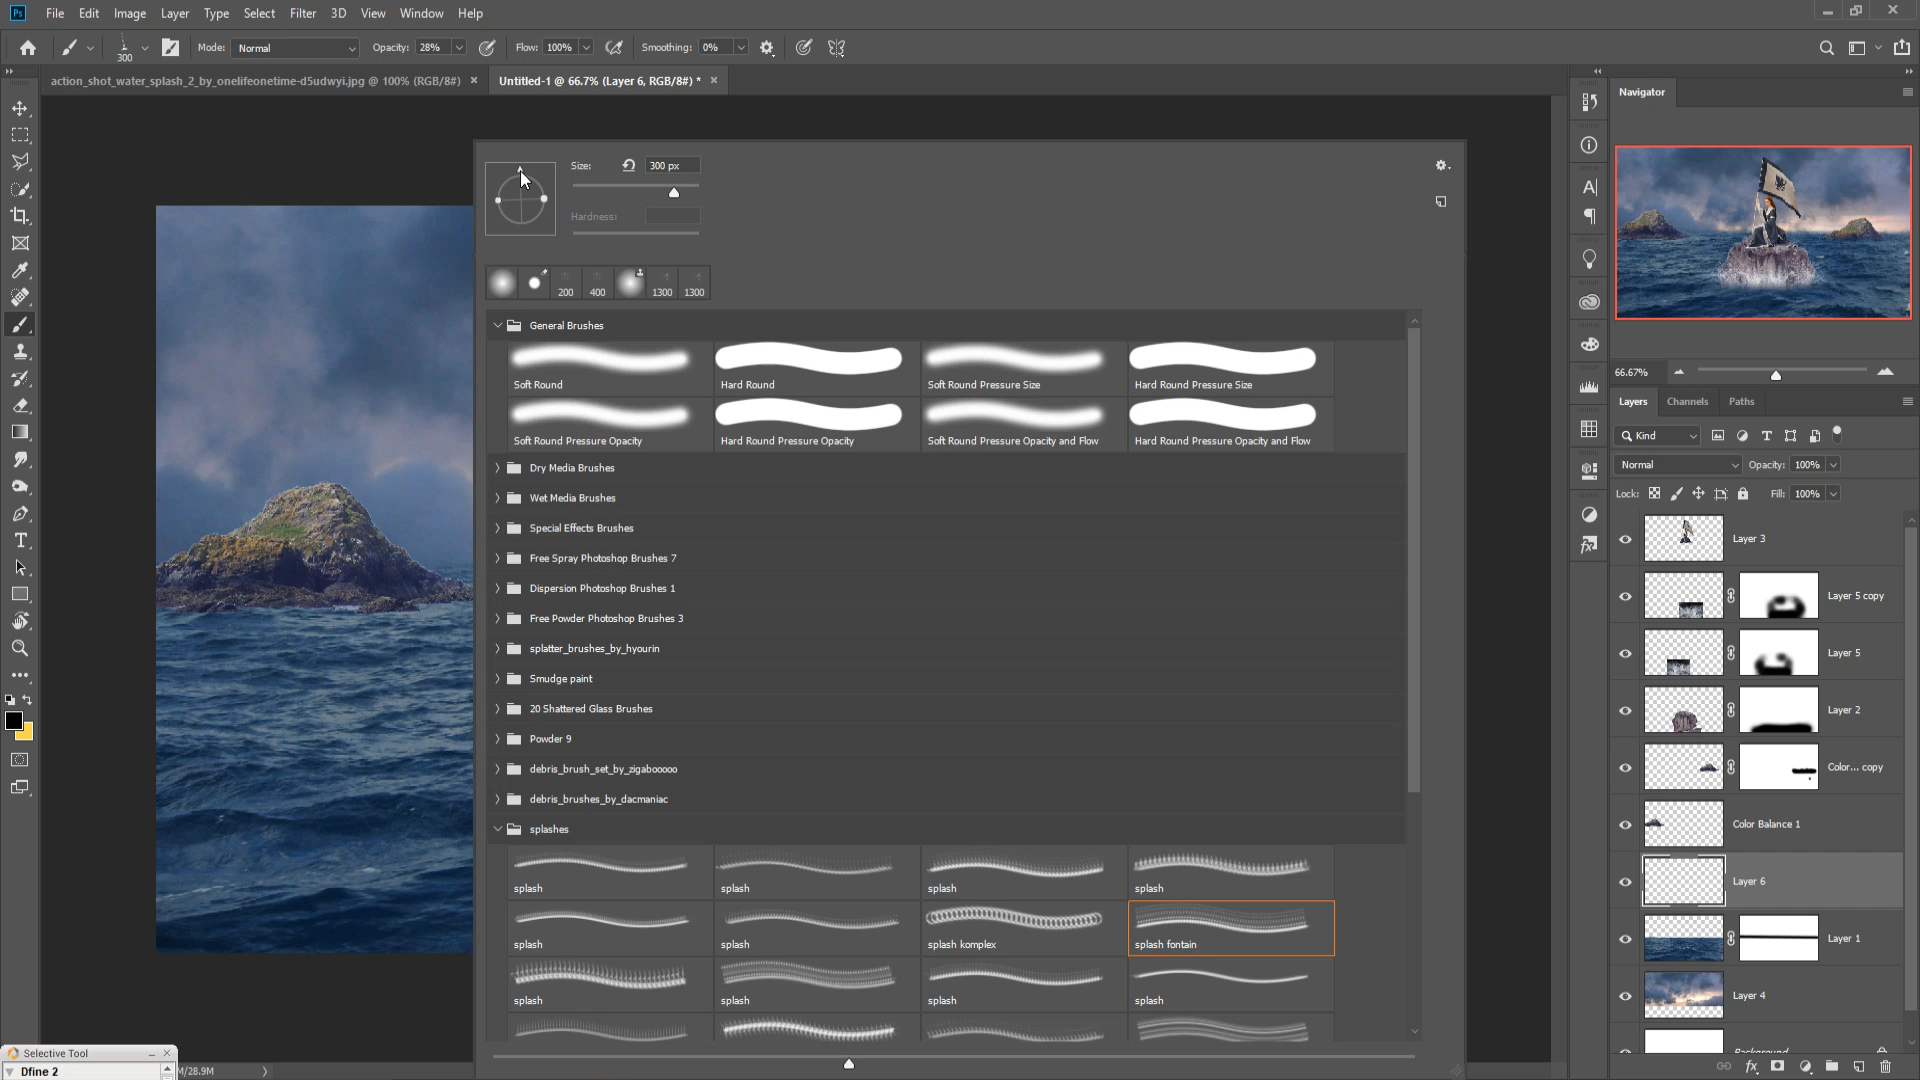 Ps File Edit Image Layer Type Select Filter 3D View Window Help
300 Mode: Normal Opacity: 28% Flow: 100% Smoothing: 0%
action_shot_water_splash_2_by_onelifeonetime-d5udwyi.jpg @ 100% (RGB/8#) × Untitled-1 @ 66.7% (Layer 6, RGB/8#) * ×
Navigator
Size: 300 px
Hardness:
200 400 1300 1300
General Brushes
Soft Round Hard Round Soft Round Pressure Size Hard Round Pressure Size
Soft Round Pressure Opacity Hard Round Pressure Opacity Soft Round Pressure Opacity and Flow Hard Round Pressure Opacity and Flow
Dry Media Brushes
Wet Media Brushes
Special Effects Brushes
Free Spray Photoshop Brushes 7
Dispersion Photoshop Brushes 1
Free Powder Photoshop Brushes 3
splatter_brushes_by_hyourin
Smudge paint
20 Shattered Glass Brushes
Powder 9
debris_brush_set_by_zigabooooo
debris_brushes_by_dacmaniac
splashes
splash splash splash splash
splash splash splash komplex splash fontain
splash splash splash splash
66.67%
Layers Channels Paths
Kind
Normal Opacity: 100%
Lock: Fill: 100%
Layer 3
Layer 5 copy
Layer 5
Layer 2
Color... copy
Color Balance 1
Layer 6
Layer 1
Layer 4
Background
Selective Tool
Dfine 2
M/28.9M